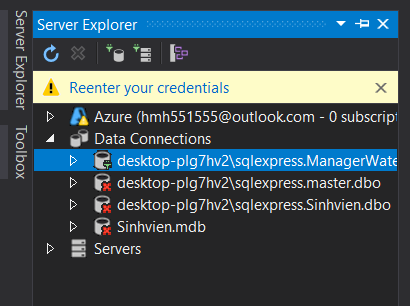 Server Explorer
Toolbox
Server Explorer
Reenter your credentials
Azure (hmh551555@outlook.com - 0 subscript
Data Connections
desktop-plg7hv2\sqlexpress.ManagerWate
desktop-plg7hv2\sqlexpress.master.dbo
desktop-plg7hv2\sqlexpress.Sinhvien.dbo
Sinhvien.mdb
Servers